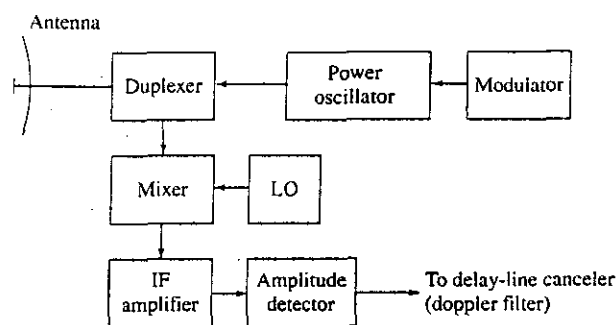 Antenna
Duplexer
Power
oscillator
Modulator
Mixer
LO
IF
amplifier
Amplitude
detector
To delay-line canceler
(doppler filter)